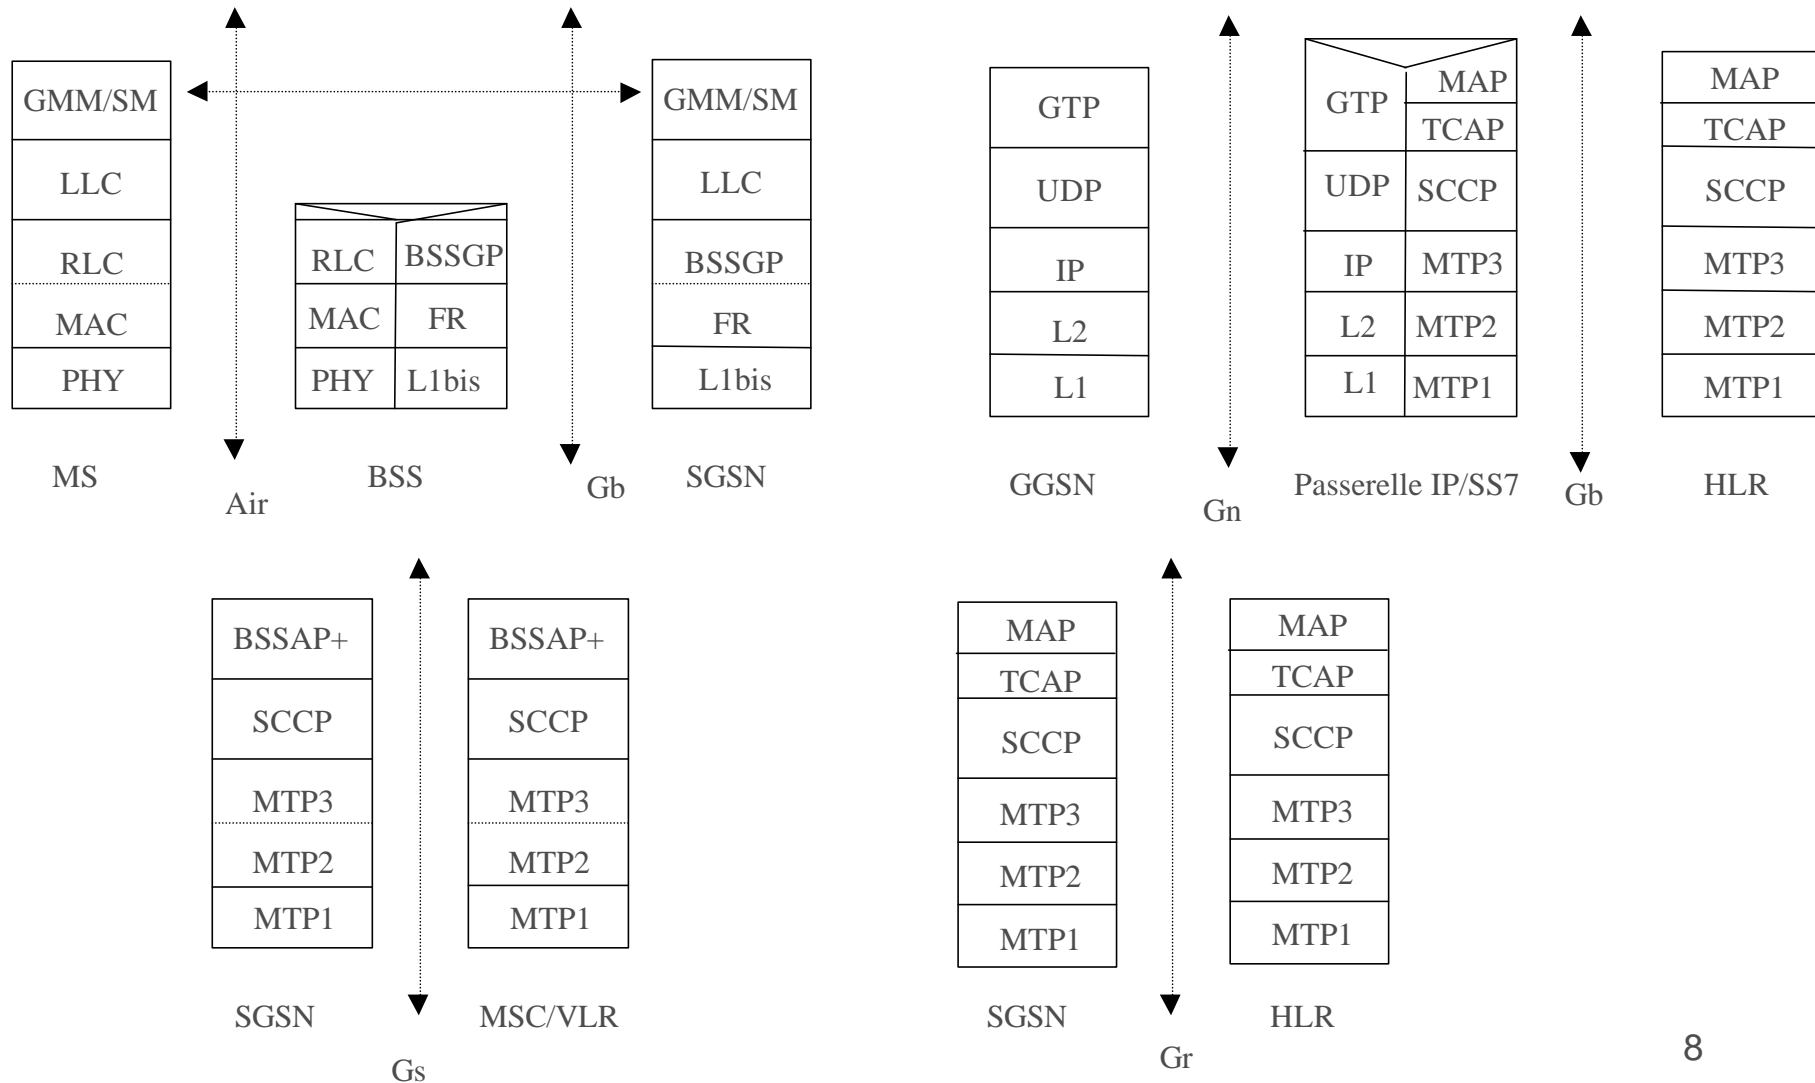 GMM/SM
LLC
RLC
MAC
PHY
MS
Air
RLC BSSGP
MAC FR
PHY L1bis
BSS
Gb
GMM/SM
LLC
BSSGP
FR
L1bis
SGSN
GTP
UDP
IP
L2
L1
GGSN
Gn
GTP MAP
TCAP
UDP SCCP
IP MTP3
L2 MTP2
L1 MTP1
Passerelle IP/SS7
Gb
MAP
TCAP
SCCP
MTP3
MTP2
MTP1
HLR
BSSAP+
SCCP
MTP3
MTP2
MTP1
SGSN
Gs
BSSAP+
SCCP
MTP3
MTP2
MTP1
MSC/VLR
MAP
TCAP
SCCP
MTP3
MTP2
MTP1
SGSN
Gr
MAP
TCAP
SCCP
MTP3
MTP2
MTP1
HLR
8